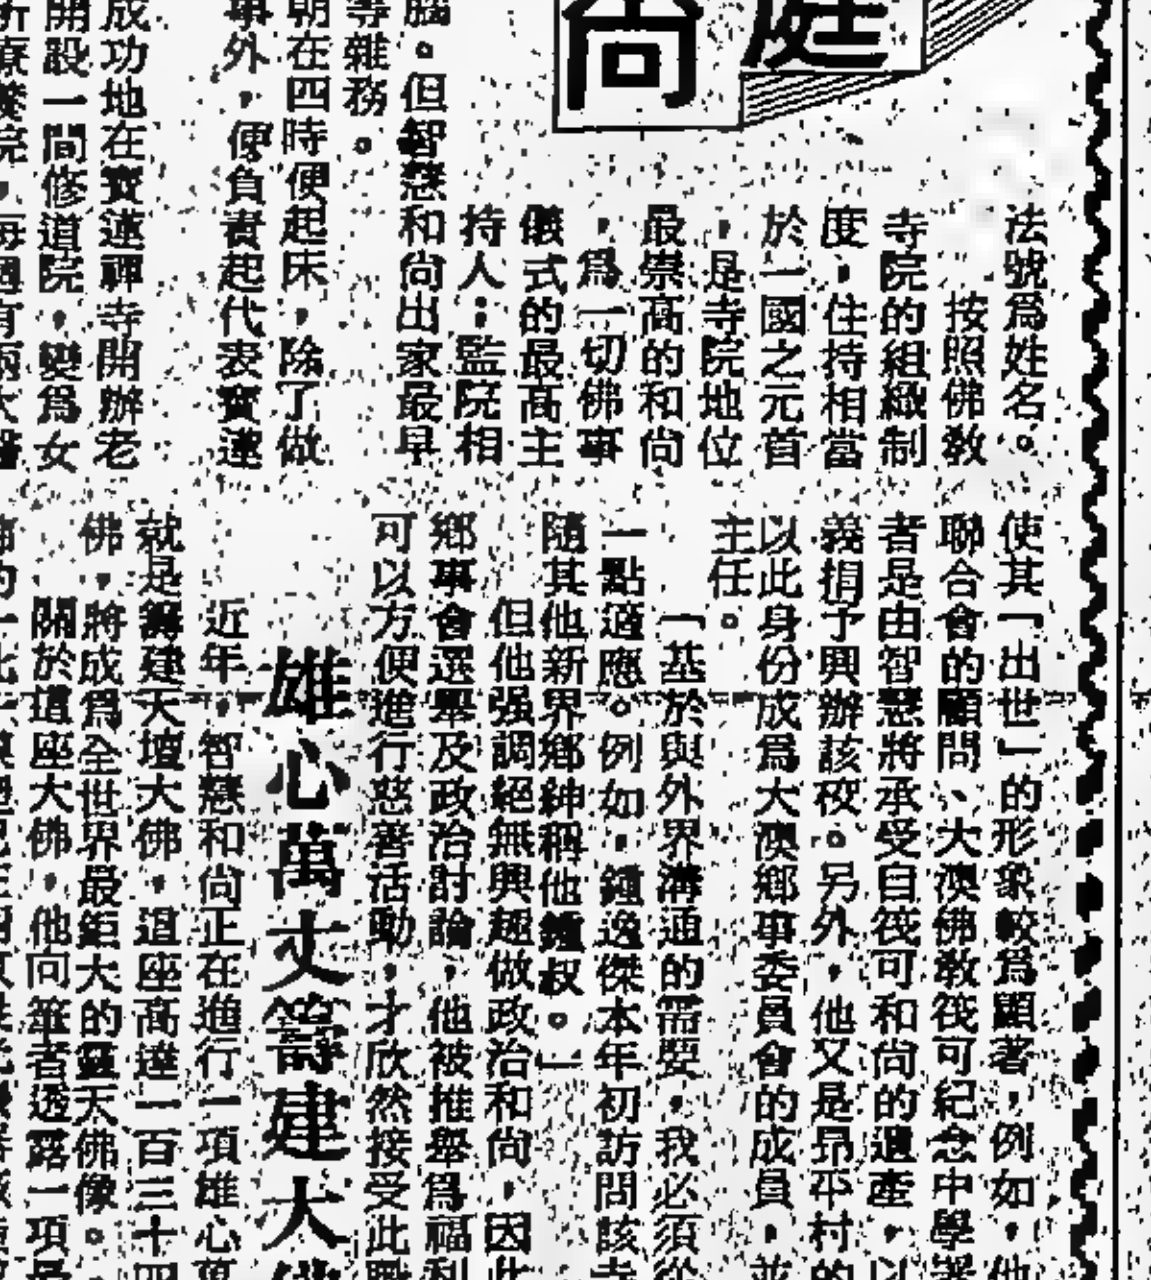 庭
尚
法號爲姓名。
按照佛教
寺院的組織制
度，住持相當
於一國之元首
，是寺院地位
最崇高的和尚
，爲一切佛事
儀式的最高主
持人：監院相
腦。但智慧和尚出家最早
等雜務。
朝在四時便起床，除了做
事外，便負責起代表寶蓮
成功地在寶蓮禪寺開辦老
開設一間修道院，變爲女
使其「出世」的形象較爲顯著，例如，他
聯合會的顧問、大澳佛教筏可紀念中學
者是由智慧將承受自筏可和尚的遺產，以
義捐予興辦該校。另外，他又是昂平村的
以此身份成爲大澳鄉事委員會的成員，並
主任。
「基於與外界溝通的需要，我必須從
一點適應。例如，鍾逸傑本年初訪問該寺
隨其他新界鄉紳稱他鍾叔。」
但他强調絕無興趣做政治和尚，因此
鄉事會選舉及政治討論，他被推舉爲福利
可以方便進行慈善活動，才欣然接受此職
雄心萬丈籌建大佛
近年，智慧和尚正在進行一項雄心萬
就是籌建天壇大佛，這座高達一百三十四
佛，將成爲全世界最鉅大的露天佛像。
關於這座大佛，他向筆者透露一項